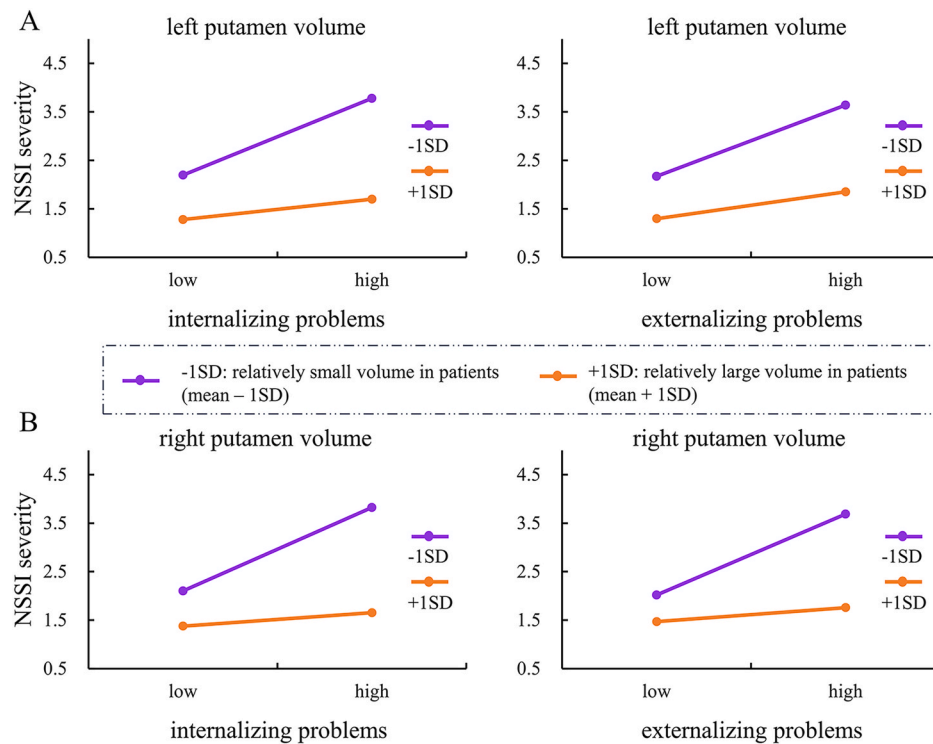 A
left putamen volume
left putamen volume
NSSI severity
4.5
3.5
2.5
1.5
0.5
-1SD
+1SD
low
high
internalizing problems
4.5
3.5
2.5
1.5
0.5
-1SD
+1SD
low
high
externalizing problems
-1SD: relatively small volume in patients
(mean – 1SD)
+1SD: relatively large volume in patients
(mean + 1SD)
B
right putamen volume
right putamen volume
NSSI severity
4.5
3.5
2.5
1.5
0.5
-1SD
+1SD
low
high
internalizing problems
4.5
3.5
2.5
1.5
0.5
-1SD
+1SD
low
high
externalizing problems